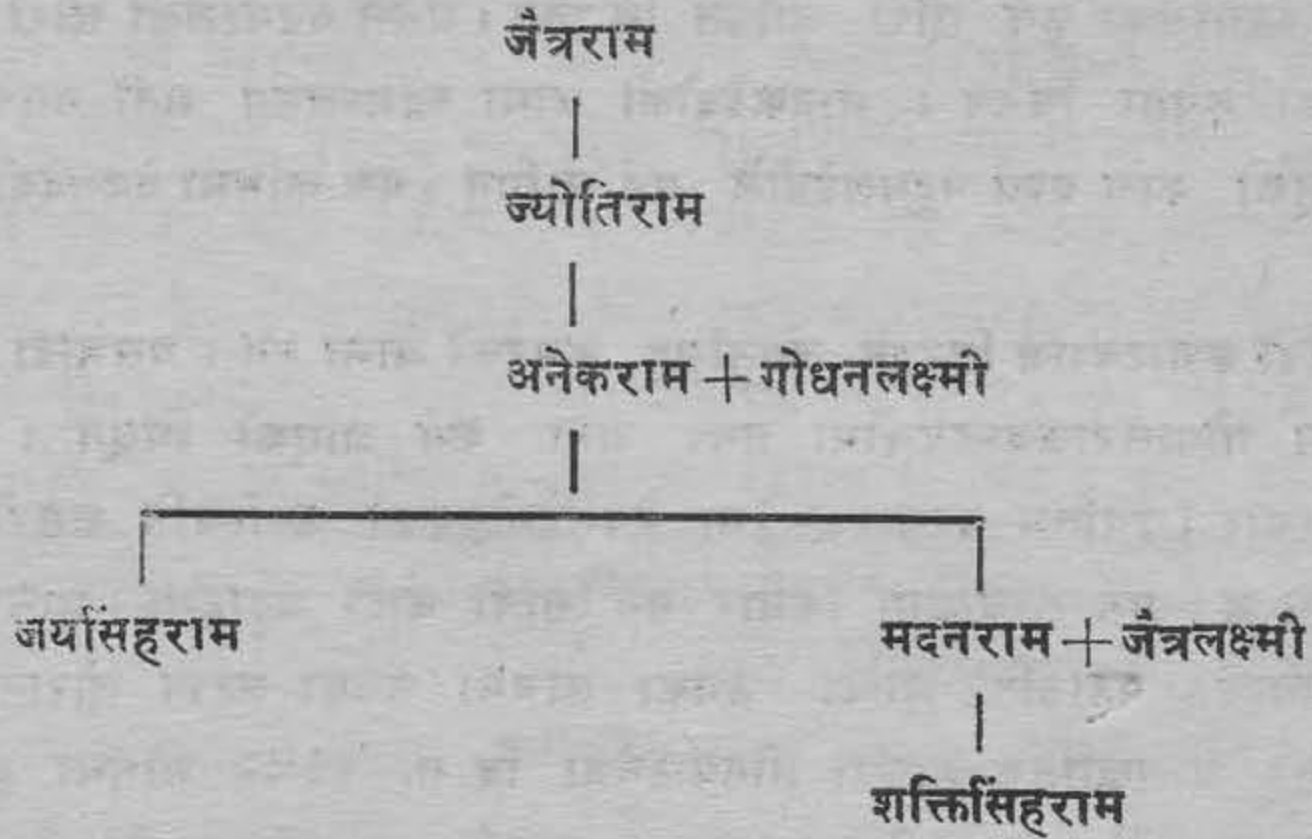 जैत्रराम
ज्योतिराम
अनेकराम + गोधनलक्ष्मी
जयसिंहराम मदनराम + जैत्रलक्ष्मी
शक्तिसिंहराम